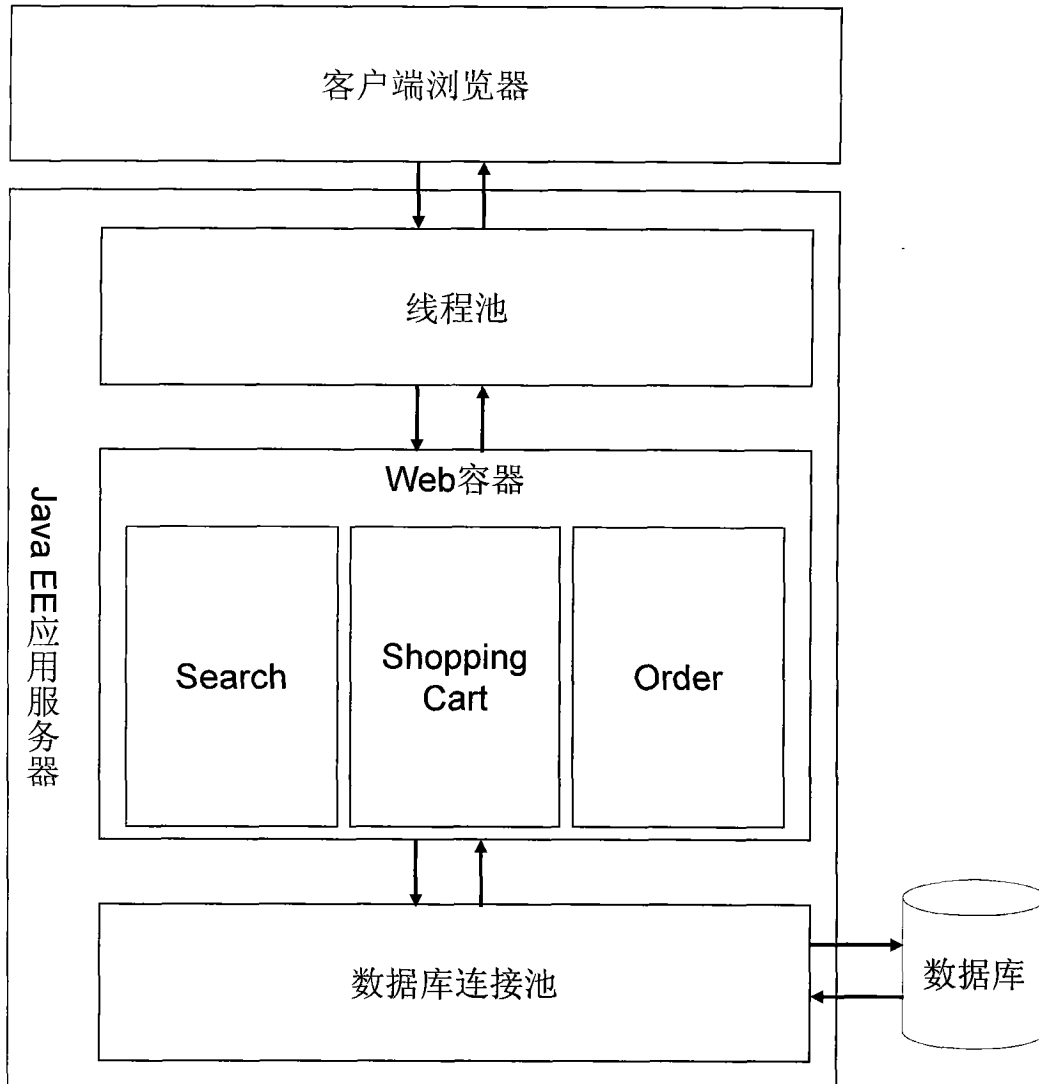 客户端浏览器
线程池
Java EE应用服务器
Web容器
Search
Shopping
Cart
Order
数据库连接池
数据库